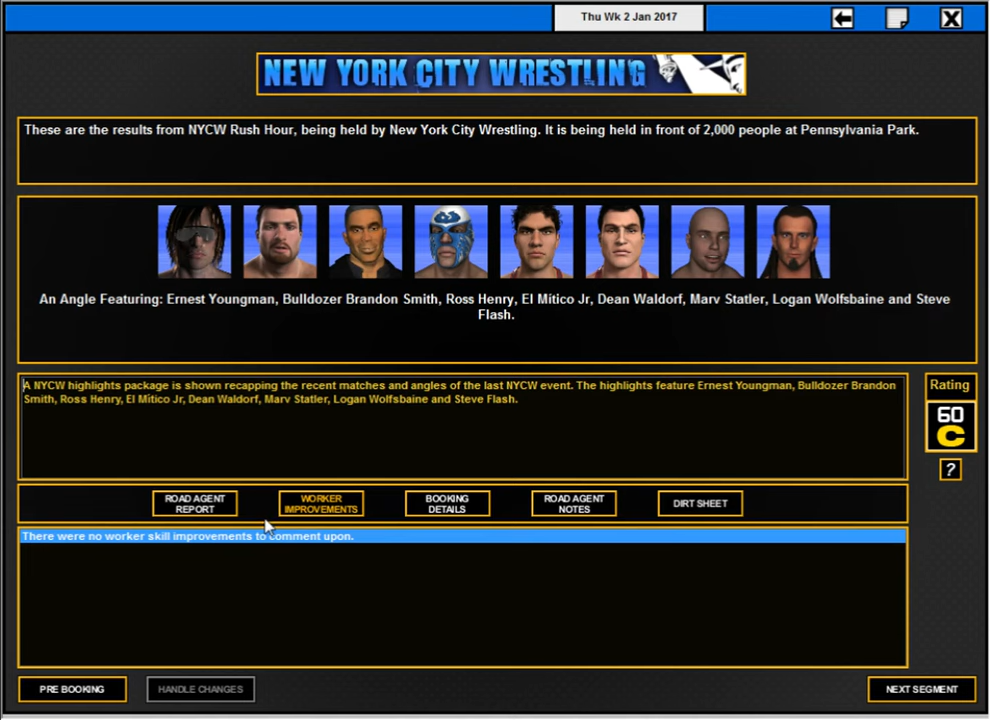 Thu Wk 2 Jan 2017
NEW YORK CITY WRESTLING
These are the results from NYCW Rush Hour, being held by New York City Wrestling. It is being held in front of 2,000 people at Pennsylvania Park.
An Angle Featuring: Ernest Youngman, Bulldozer Brandon Smith, Ross Henry, El Mítico Jr, Dean Waldorf, Marv Statler, Logan Wolfsbaine and Steve
Flash.
A NYCW highlights package is shown recapping the recent matches and angles of the last NYCW event. The highlights feature Ernest Youngman, Bulldozer Brandon
Smith, Ross Henry, El Mítico Jr, Dean Waldorf, Marv Statler, Logan Wolfsbaine and Steve Flash.
Rating
60
C
?
ROAD AGENT
REPORT
WORKER
IMPROVEMENTS
BOOKING
DETAILS
ROAD AGENT
NOTES
DIRT SHEET
There were no worker skill improvements to comment upon.
PRE BOOKING
HANDLE CHANGES
NEXT SEGMENT